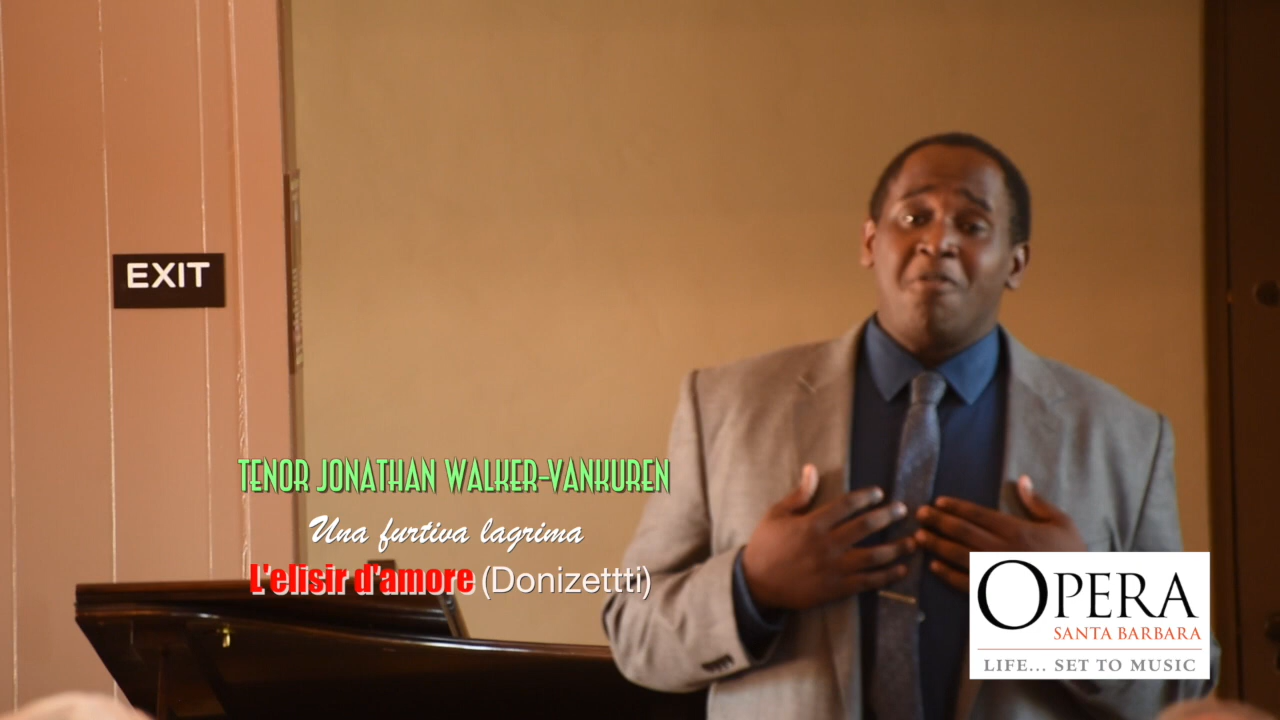 EXIT
TENOR JONATHAN WALKER-VANKUREN
Una furtiva lagrima
L'elisir d'amore (Donizettti)
OPERA
SANTA BARBARA
LIFE... SET TO MUSIC